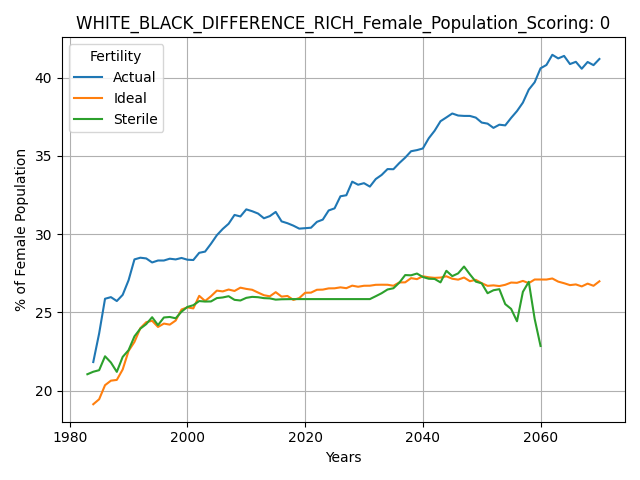 WHITE_BLACK_DIFFERENCE_RICH_Female_Population_Scoring: 0
Fertility
Actual
Ideal
Sterile
% of Female Population
40
35
30
25
20
1980
2000
2020
2040
2060
Years